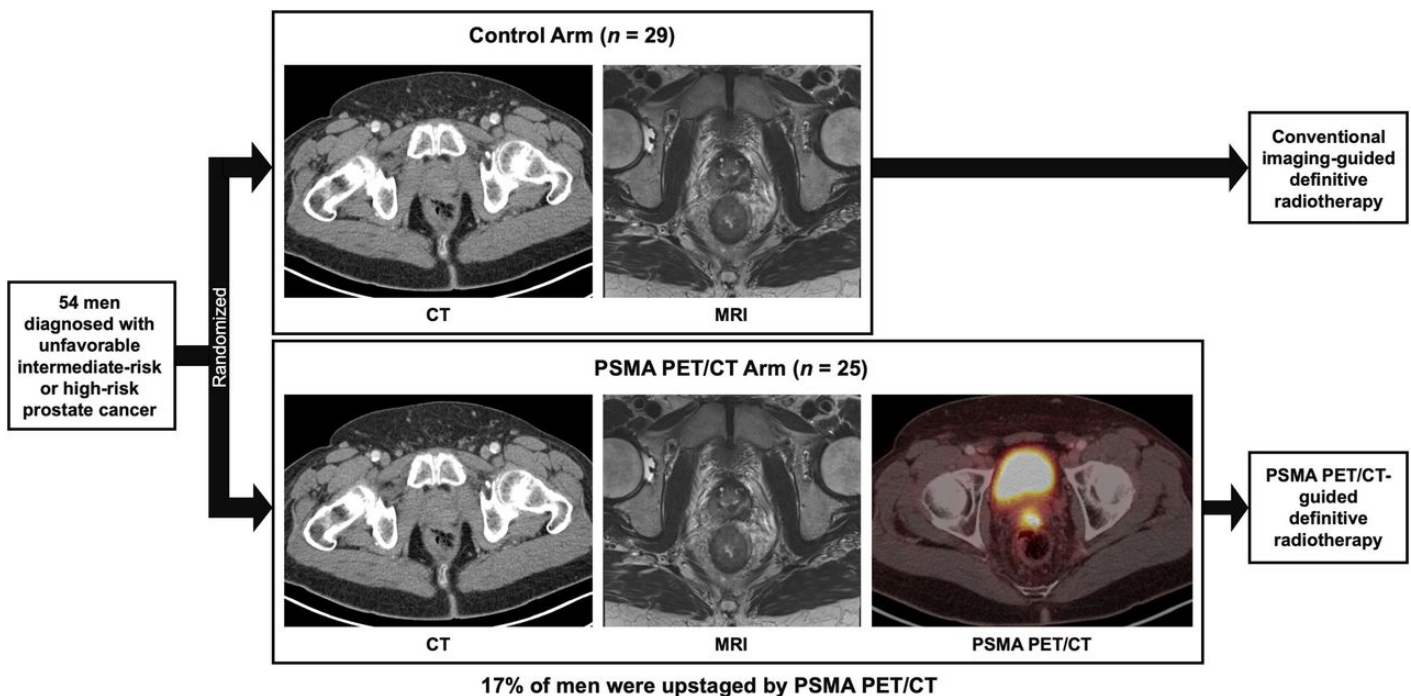 54 men
diagnosed with
unfavorable
intermediate-risk
or high-risk
prostate cancer
Randomized
Control Arm (n = 29)
CT
MRI
Conventional
imaging-guided
definitive
radiotherapy
PSMA PET/CT Arm (n = 25)
CT
MRI
PSMA PET/CT
PSMA PET/CT-
guided
definitive
radiotherapy
17% of men were upstaged by PSMA PET/CT